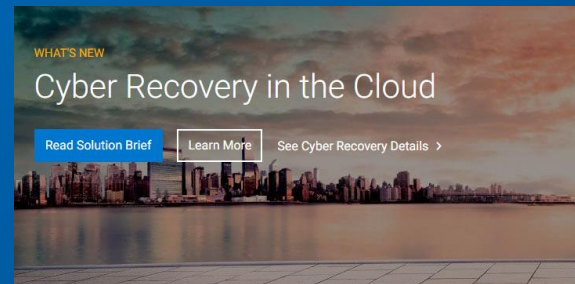 WHAT'S NEW
Cyber Recovery in the Cloud
Read Solution Brief Learn More See Cyber Recovery Details >